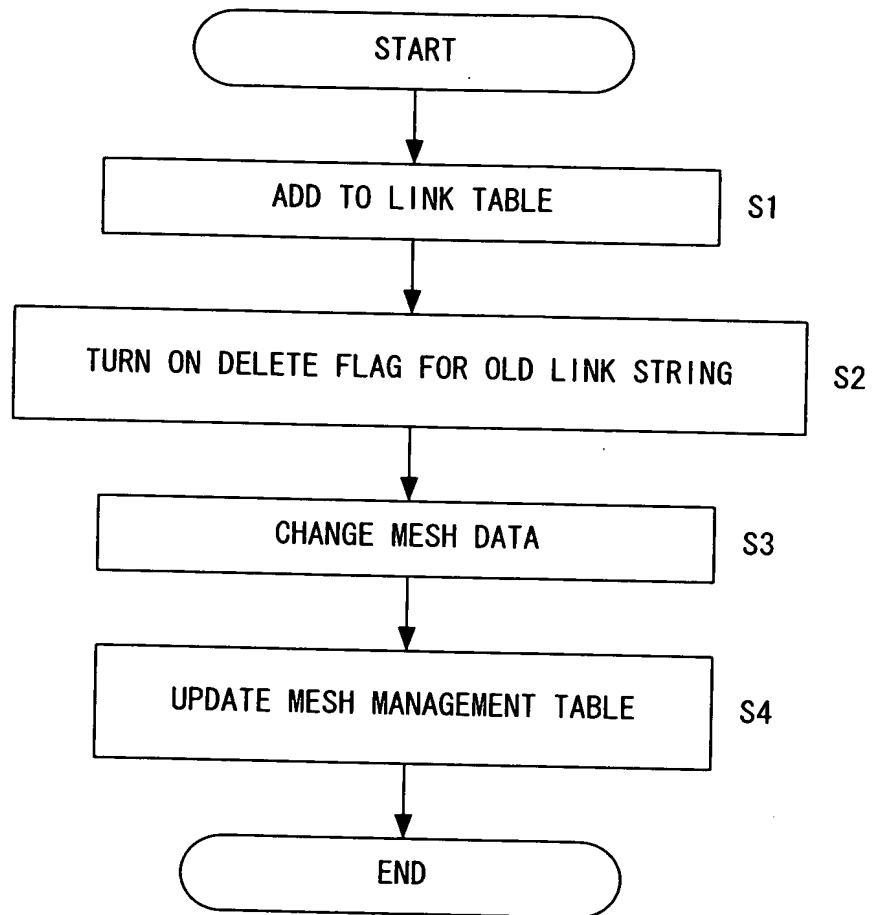 START
ADD TO LINK TABLE S1
TURN ON DELETE FLAG FOR OLD LINK STRING S2
CHANGE MESH DATA S3
UPDATE MESH MANAGEMENT TABLE S4
END